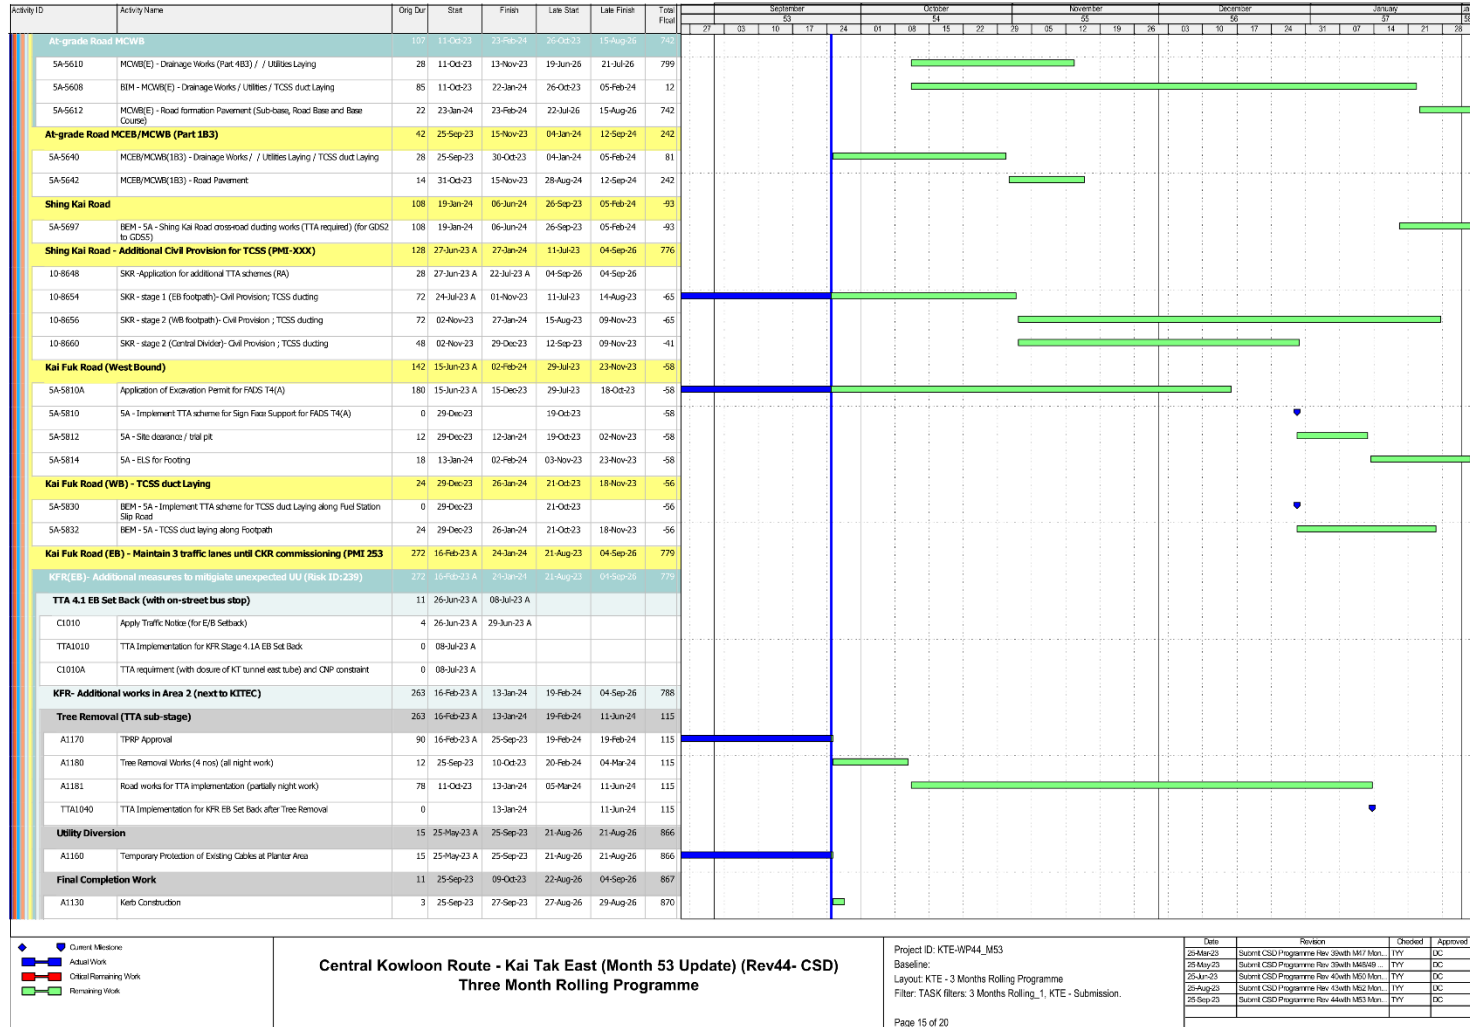 Activity ID Activity Name Orig Dur Start Finish Late Start Late Finish Total Float
September October November December January
53 54 55 56 57
27 03 10 17 24 01 08 15 22 29 05 12 19 26 03 10 17 24 31 07 14 21 28
At-grade Road MCWB 107 11-Oct-23 23-Feb-24 26-Oct-23 15-Aug-26 742
5A-5610 MCWB(E) - Drainage Works (Part 4B3) / / Utilities Laying 28 11-Oct-23 13-Nov-23 19-Jun-26 21-Jul-26 799
5A-5608 BIM - MCWB(E) - Drainage Works / Utilities / TCSS duct Laying 85 11-Oct-23 22-Jan-24 26-Oct-23 05-Feb-24 12
5A-5612 MCWB(E) - Road formation Pavement (Sub-base, Road Base and Base Course) 22 23-Jan-24 23-Feb-24 22-Jul-26 15-Aug-26 742
At-grade Road MCEB/MCWB (Part 1B3) 42 25-Sep-23 15-Nov-23 04-Jan-24 12-Sep-24 242
5A-5640 MCEB/MCWB(1B3) - Drainage Works / / Utilities Laying / TCSS duct Laying 28 25-Sep-23 30-Oct-23 04-Jan-24 05-Feb-24 81
5A-5642 MCEB/MCWB(1B3) - Road Pavement 14 31-Oct-23 15-Nov-23 28-Aug-24 12-Sep-24 242
Shing Kai Road 108 19-Jan-24 06-Jun-24 26-Sep-23 05-Feb-24 -93
5A-5697 BEM - 5A - Shing Kai Road cross-road ducting works (TTA required) (for GDS2 to GDS5) 108 19-Jan-24 06-Jun-24 26-Sep-23 05-Feb-24 -93
Shing Kai Road - Additional Civil Provision for TCSS (PMI-XXX) 128 27-Jun-23 A 27-Jan-24 11-Jul-23 04-Sep-26 776
10-8648 SKR -Application for additional TTA schemes (RA) 28 27-Jun-23 A 22-Jul-23 A 04-Sep-26 04-Sep-26
10-8654 SKR - stage 1 (EB footpath)- Civil Provision; TCSS ducting 72 24-Jul-23 A 01-Nov-23 11-Jul-23 14-Aug-23 -65
10-8656 SKR - stage 2 (WB footpath)- Civil Provision ; TCSS ducting 72 02-Nov-23 27-Jan-24 15-Aug-23 09-Nov-23 -65
10-8660 SKR - stage 2 (Central Divider)- Civil Provision ; TCSS ducting 48 02-Nov-23 29-Dec-23 12-Sep-23 09-Nov-23 -41
Kai Fuk Road (West Bound) 142 15-Jun-23 A 02-Feb-24 29-Jul-23 23-Nov-23 -58
5A-5810A Application of Excavation Permit for FADS T4(A) 180 15-Jun-23 A 15-Dec-23 29-Jul-23 18-Oct-23 -58
5A-5810 5A - Implement TTA scheme for Sign Face Support for FADS T4(A) 0 29-Dec-23 19-Oct-23 -58
5A-5812 5A - Site clearance / trial pit 12 29-Dec-23 12-Jan-24 19-Oct-23 02-Nov-23 -58
5A-5814 5A - ELS for Footing 18 13-Jan-24 02-Feb-24 03-Nov-23 23-Nov-23 -58
Kai Fuk Road (WB) - TCSS duct Laying 24 29-Dec-23 26-Jan-24 21-Oct-23 18-Nov-23 -56
5A-5830 BEM - 5A - Implement TTA scheme for TCSS duct Laying along Fuel Station Slip Road 0 29-Dec-23 21-Oct-23 -56
5A-5832 BEM - 5A - TCSS duct laying along Footpath 24 29-Dec-23 26-Jan-24 21-Oct-23 18-Nov-23 -56
Kai Fuk Road (EB) - Maintain 3 traffic lanes until CKR commissioning (PMI 253 272 16-Feb-23 A 24-Jan-24 21-Aug-23 04-Sep-26 779
KFR(EB)- Additional measures to mitigiate unexpected UU (Risk ID:239) 272 16-Feb-23 A 24-Jan-24 21-Aug-23 04-Sep-26 779
TTA 4.1 EB Set Back (with on-street bus stop) 11 26-Jun-23 A 08-Jul-23 A
C1010 Apply Traffic Notice (for E/B Setback) 4 26-Jun-23 A 29-Jun-23 A
TTA1010 TTA Implementation for KFR Stage 4.1A EB Set Back 0 08-Jul-23 A
C1010A TTA requirment (with closure of KT tunnel east tube) and CNP constraint 0 08-Jul-23 A
KFR- Additional works in Area 2 (next to KITEC) 263 16-Feb-23 A 13-Jan-24 19-Feb-24 04-Sep-26 788
Tree Removal (TTA sub-stage) 263 16-Feb-23 A 13-Jan-24 19-Feb-24 11-Jun-24 115
A1170 TPRP Approval 90 16-Feb-23 A 25-Sep-23 19-Feb-24 19-Feb-24 115
A1180 Tree Removal Works (4 nos) (all night work) 12 25-Sep-23 10-Oct-23 20-Feb-24 04-Mar-24 115
A1181 Road works for TTA implementation (partially night work) 78 11-Oct-23 13-Jan-24 05-Mar-24 11-Jun-24 115
TTA1040 TTA Implementation for KFR EB Set Back after Tree Removal 0 13-Jan-24 11-Jun-24 115
Utility Diversion 15 25-May-23 A 25-Sep-23 21-Aug-26 21-Aug-26 866
A1160 Temporary Protection of Existing Cables at Planter Area 15 25-May-23 A 25-Sep-23 21-Aug-26 21-Aug-26 866
Final Completion Work 11 25-Sep-23 09-Oct-23 22-Aug-26 04-Sep-26 867
A1130 Kerb Construction 3 25-Sep-23 27-Sep-23 27-Aug-26 29-Aug-26 870
Current Milestone
Actual Work
Critical Remaining Work
Remaining Work
Central Kowloon Route - Kai Tak East (Month 53 Update) (Rev44- CSD)
Three Month Rolling Programme
Project ID: KTE-WP44_M53
Baseline:
Layout: KTE - 3 Months Rolling Programme
Filter: TASK filters: 3 Months Rolling_1, KTE - Submission.
Page 15 of 20
Date Revision Checked Approved
25-Mar-23 Submit CSD Programme Rev 39with M47 Mon... TYY DC
25-May-23 Submit CSD Programme Rev 39with M48/49 ... TYY DC
25-Jun-23 Submit CSD Programme Rev 40with M50 Mon... TYY DC
25-Aug-23 Submit CSD Programme Rev 43with M52 Mon... TYY DC
25-Sep-23 Submit CSD Programme Rev 44with M53 Mon... TYY DC